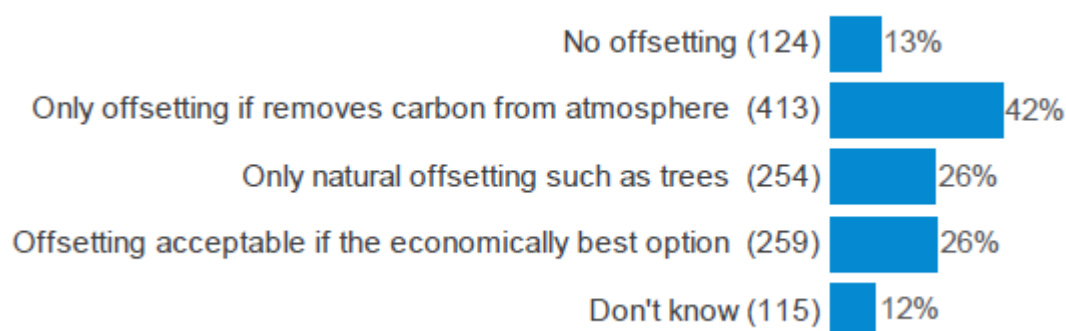 No offsetting (124) 13%
Only offsetting if removes carbon from atmosphere (413) 42%
Only natural offsetting such as trees (254) 26%
Offsetting acceptable if the economically best option (259) 26%
Don't know (115) 12%